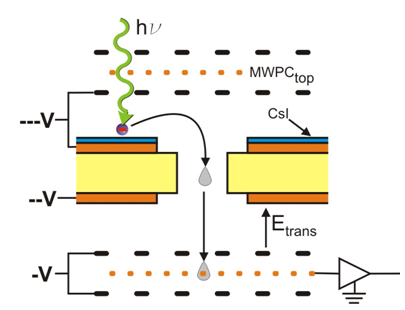 hν
MWPCtop
CsI
---V
--V
Etrans
-V